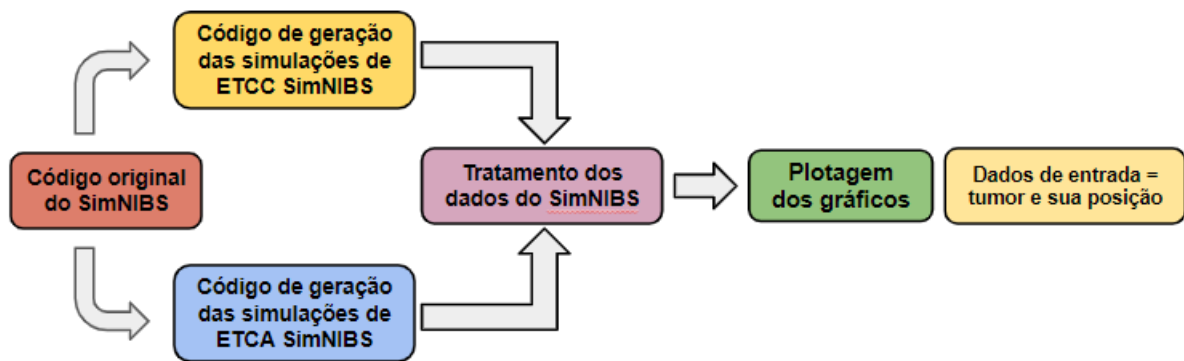 Código original
do SimNIBS
Código de geração
das simulações de
ETCC SimNIBS
Código de geração
das simulações de
ETCA SimNIBS
Tratamento dos
dados do SimNIBS
Plotagem
dos gráficos
Dados de entrada =
tumor e sua posição